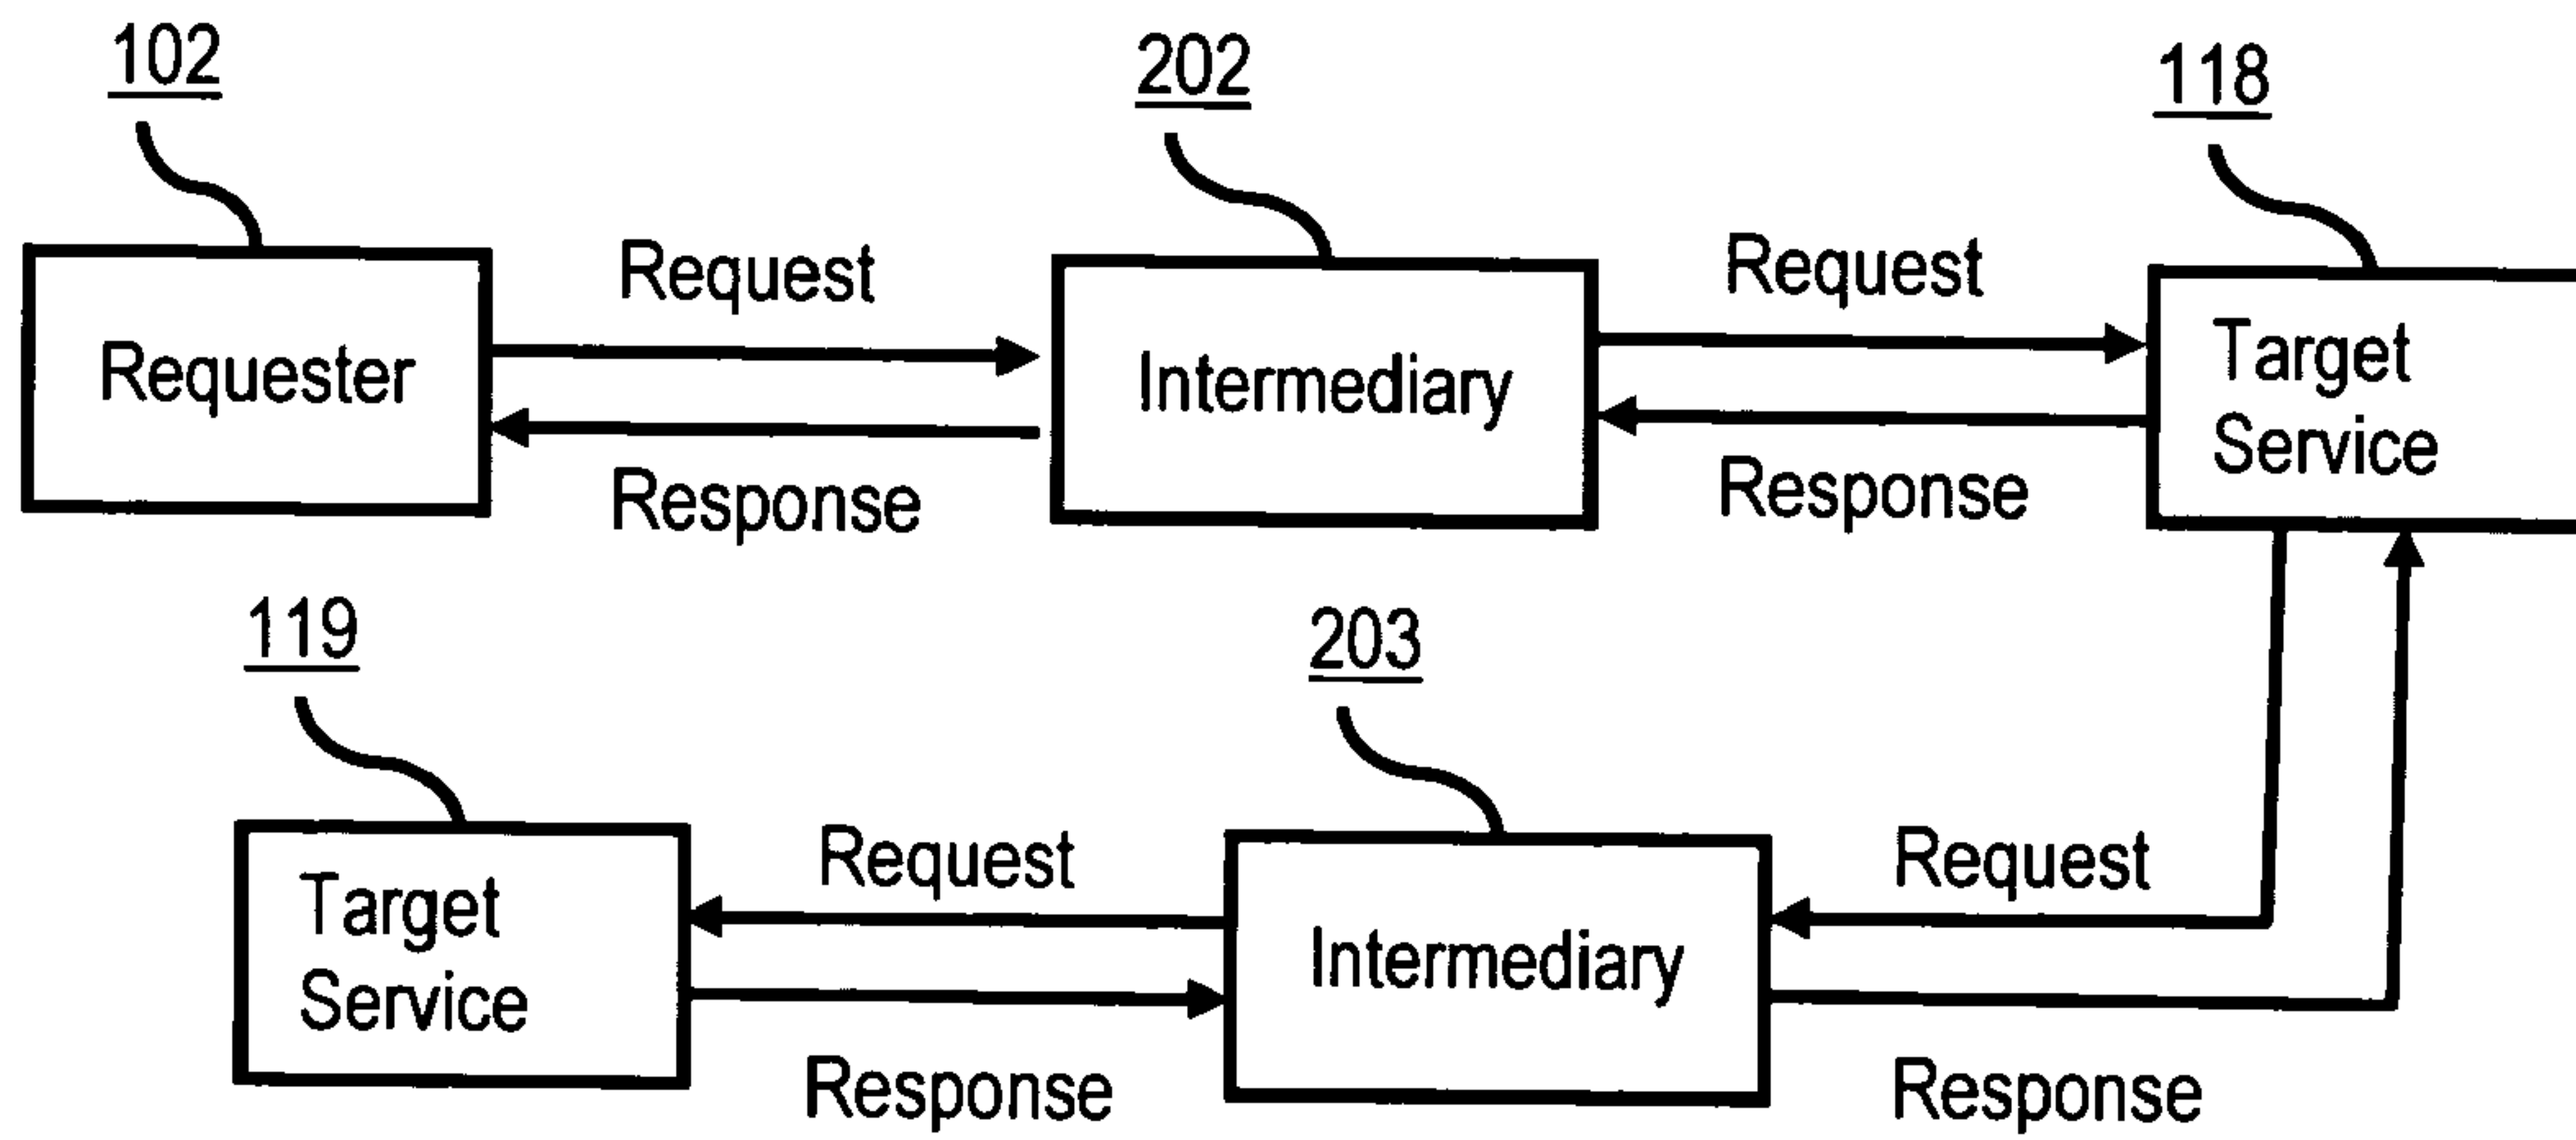 102
202
118
Requester
Request
Response
Intermediary
Request
Response
Target
Service
119
203
Target
Service
Request
Response
Intermediary
Request
Response